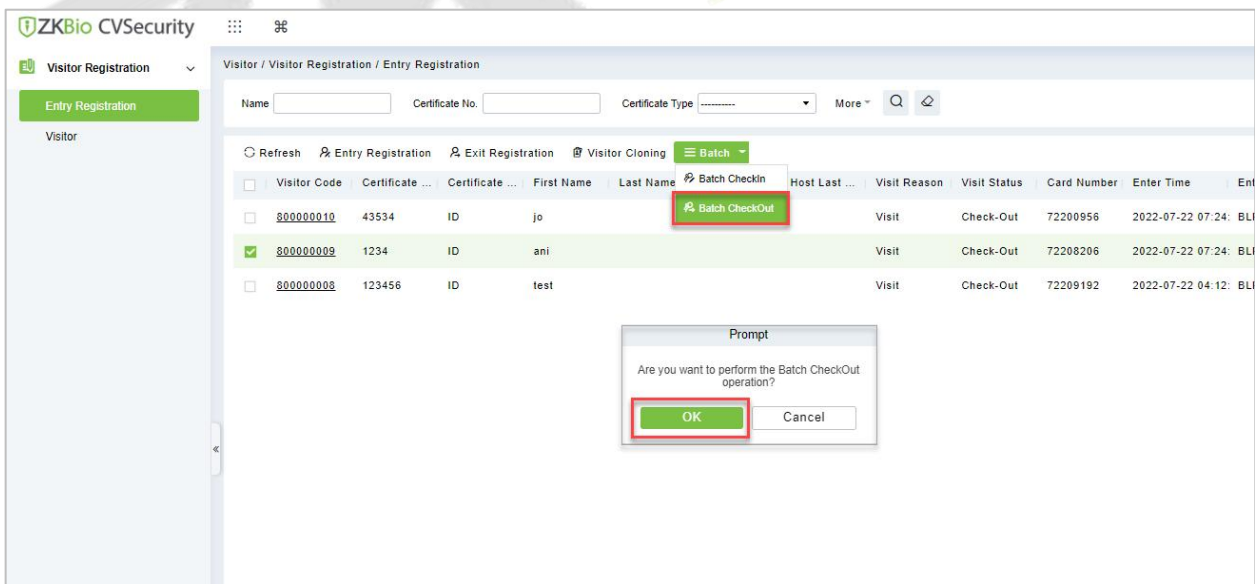 ZKBio CVSecurity
Visitor Registration
Entry Registration
Visitor
Visitor / Visitor Registration / Entry Registration
Name Certificate No. Certificate Type ---------- More
Refresh Entry Registration Exit Registration Visitor Cloning Batch
Batch CheckIn
Batch CheckOut
Visitor Code Certificate ... Certificate ... First Name Last Name Host Last ... Visit Reason Visit Status Card Number Enter Time Ent
800000010 43534 ID jo Visit Check-Out 72200956 2022-07-22 07:24: BL
800000009 1234 ID ani Visit Check-Out 72208206 2022-07-22 07:24: BL
800000008 123456 ID test Visit Check-Out 72209192 2022-07-22 04:12: BL
Prompt
Are you want to perform the Batch CheckOut
operation?
OK Cancel